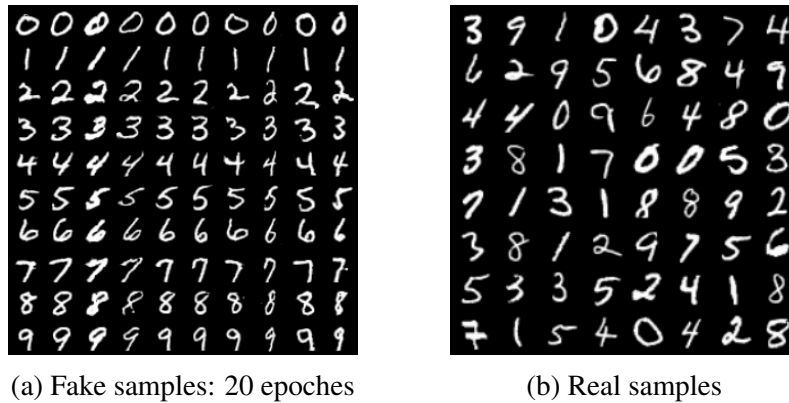 0 0 0 0 0 0 0 0 0 0
1 1 1 1 1 1 1 1 1 1
2 2 2 2 2 2 2 2 2 2
3 3 3 3 3 3 3 3 3 3
4 4 4 4 4 4 4 4 4 4
5 5 5 5 5 5 5 5 5 5
6 6 6 6 6 6 6 6 6 6
7 7 7 7 7 7 7 7 7 7
8 8 8 8 8 8 8 8 8 8
9 9 9 9 9 9 9 9 9 9
(a) Fake samples: 20 epoches
3 9 1 0 4 3 7 4
6 2 9 5 6 8 4 9
4 4 0 9 6 4 8 0
3 8 1 7 0 0 5 3
7 1 3 1 8 8 9 2
3 8 1 2 9 7 5 6
5 3 3 5 2 4 1 8
7 1 5 4 0 4 2 8
(b) Real samples